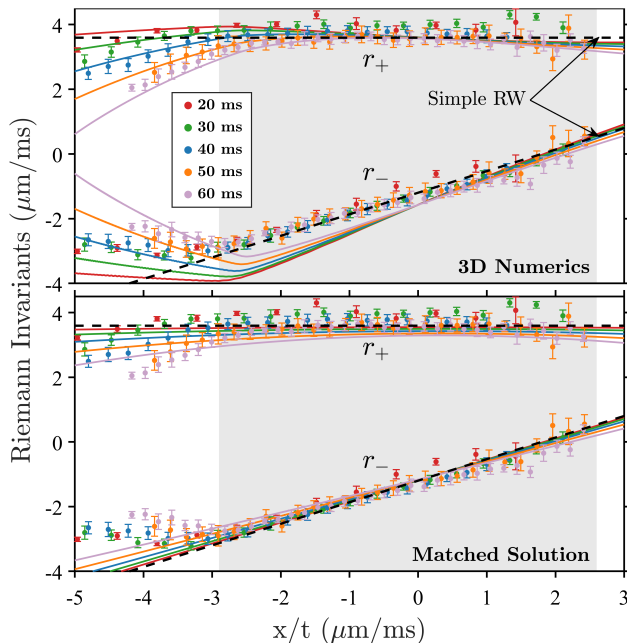 Riemann Invariants (μm/ms)
4
2
0
-2
-4
r+
r−
Simple RW
20 ms
30 ms
40 ms
50 ms
60 ms
3D Numerics
4
2
0
-2
-4
r+
r−
Matched Solution
-5 -4 -3 -2 -1 0 1 2 3
x/t (μm/ms)